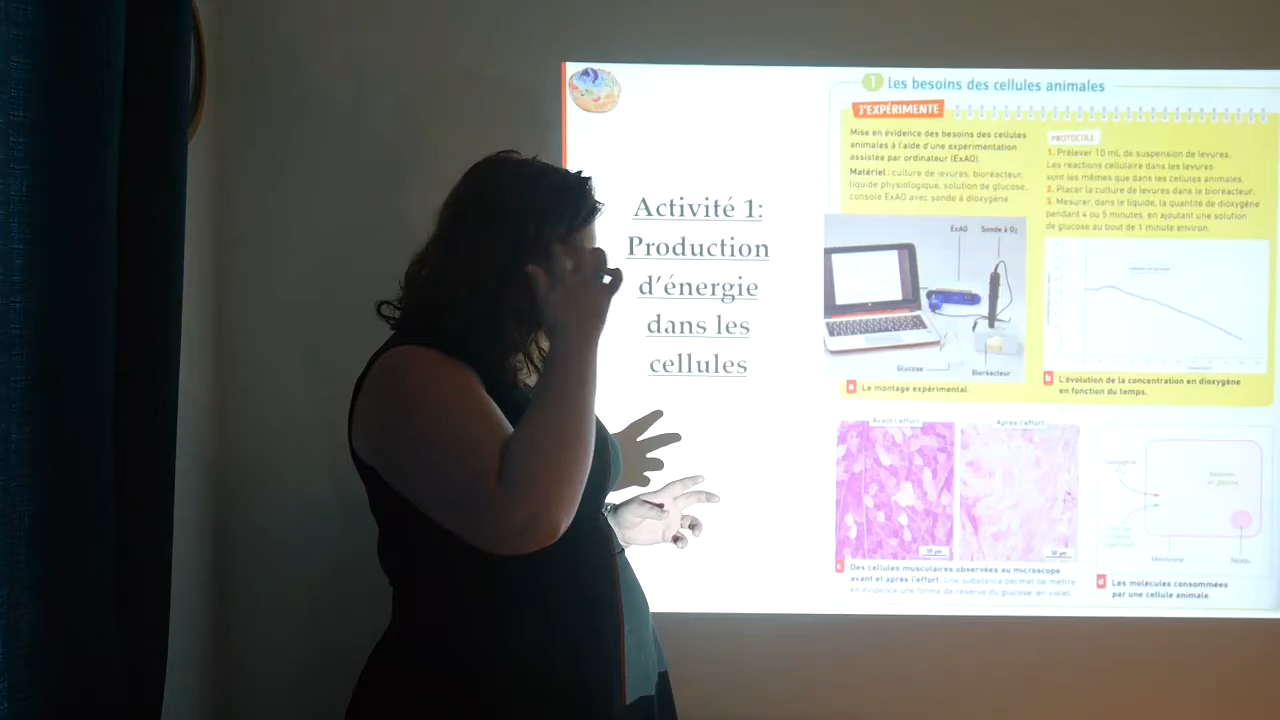 Activité 1:
Production
d'énergie
dans les
cellules
1 Les besoins des cellules animales
J'EXPÉRIMENTE
Mise en évidence des besoins des cellules
animales à l'aide d'une expérimentation
assistée par ordinateur (ExAO).
Matériel : culture de levures, bioréacteur,
liquide physiologique, solution de glucose,
console ExAO avec sonde à dioxygène.
PROTOCOLE
1. Prélever 10 mL de suspension de levures.
Les réactions cellulaire dans les levures
sont les mêmes que dans les cellules animales.
2. Placer la culture de levures dans le bioréacteur.
3. Mesurer, dans le liquide, la quantité de dioxygène
pendant 4 ou 5 minutes, en ajoutant une solution
de glucose au bout de 1 minute environ.
ExAO
Sonde à O₂
Glucose
Bioréacteur
a Le montage expérimental.
b L'évolution de la concentration en dioxygène
en fonction du temps.
Avant l'effort
Après l'effort
50 µm
c Des cellules musculaires observées au microscope
avant et après l'effort. Une substance permet de mettre
en évidence une forme de réserve du glucose, en violet.
Dioxygène
Réserves
de glucose
Membrane
Noyau
d Les molécules consommées
par une cellule animale.